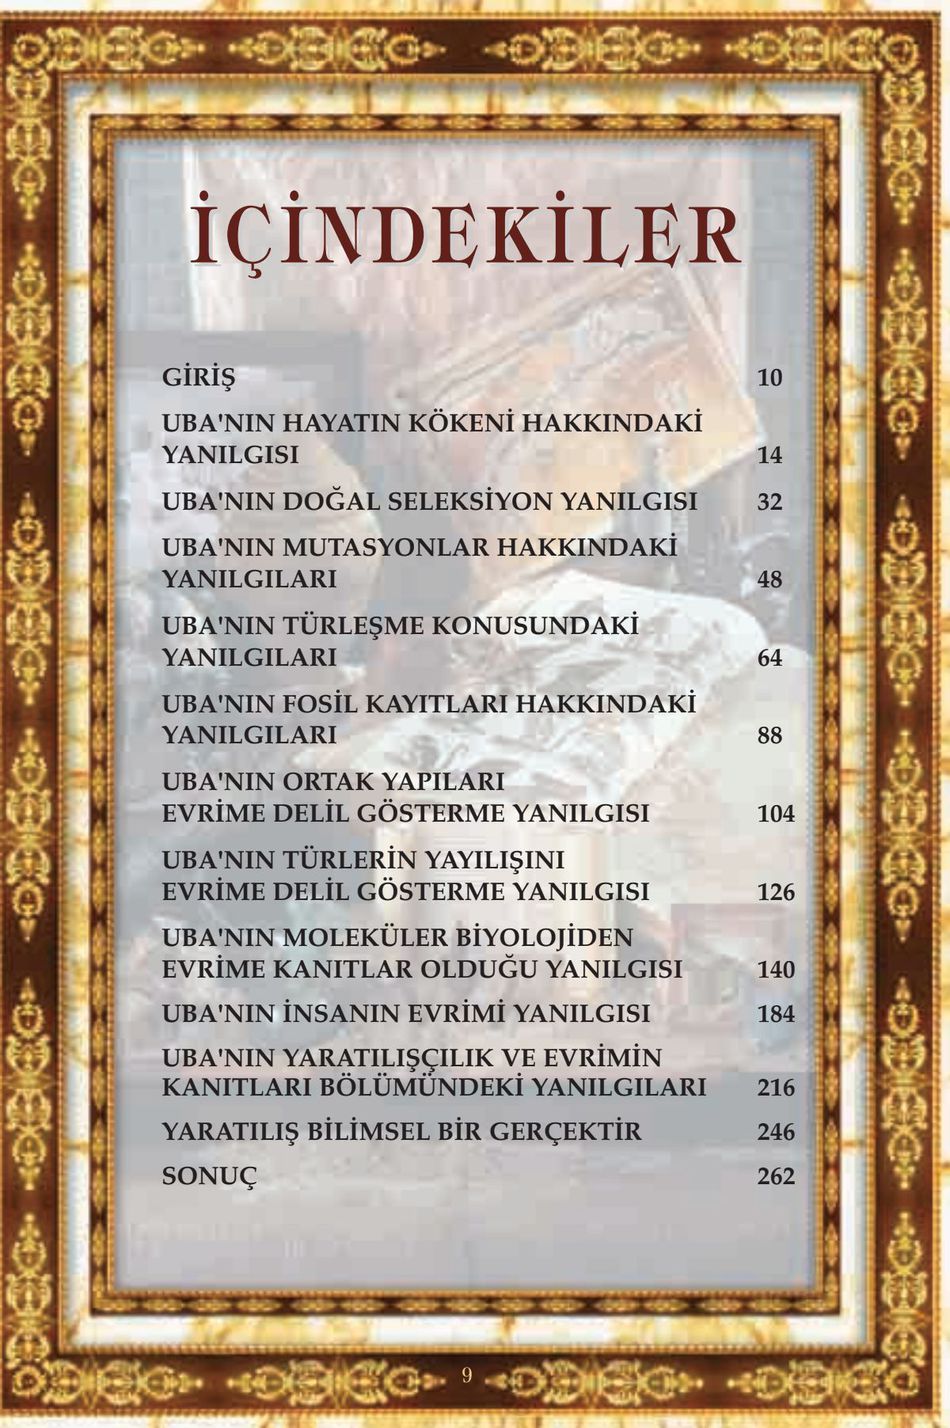 İÇİNDEKİLER
GİRİŞ 10
UBA'NIN HAYATIN KÖKENİ HAKKINDAKİ
YANILGISI 14
UBA'NIN DOĞAL SELEKSİYON YANILGISI 32
UBA'NIN MUTASYONLAR HAKKINDAKİ
YANILGILARI 48
UBA'NIN TÜRLEŞME KONUSUNDAKİ
YANILGILARI 64
UBA'NIN FOSİL KAYITLARI HAKKINDAKİ
YANILGILARI 88
UBA'NIN ORTAK YAPILARI
EVRİME DELİL GÖSTERME YANILGISI 104
UBA'NIN TÜRLERİN YAYILIŞINI
EVRİME DELİL GÖSTERME YANILGISI 126
UBA'NIN MOLEKÜLER BİYOLOJİDEN
EVRİME KANITLAR OLDUĞU YANILGISI 140
UBA'NIN İNSANIN EVRİMİ YANILGISI 184
UBA'NIN YARATILIŞÇILIK VE EVRİMİN
KANITLARI BÖLÜMÜNDEKİ YANILGILARI 216
YARATILIŞ BİLİMSEL BİR GERÇEKTİR 246
SONUÇ 262
9